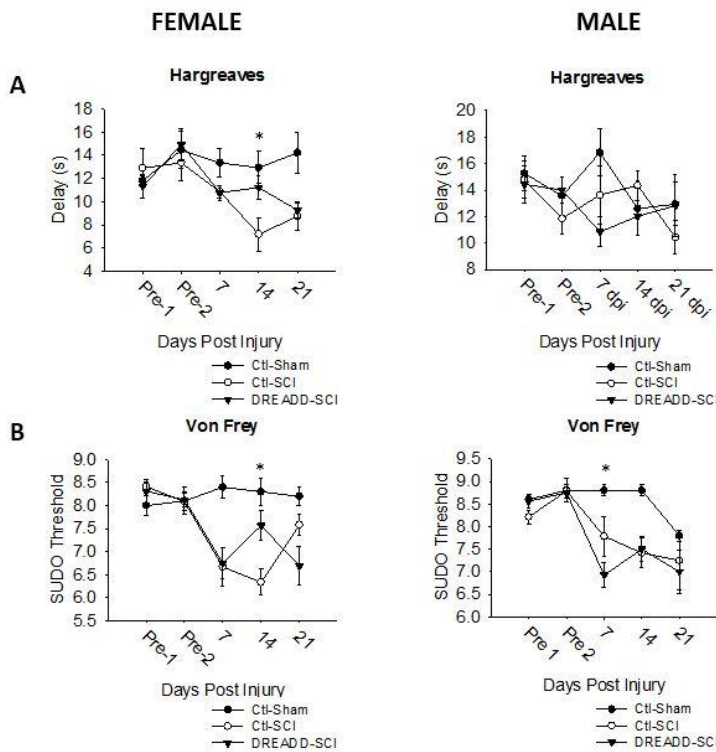 FEMALE MALE
A
Hargreaves
18
16
14
12
10
8
6
4
Delay (s)
*
Pre-1 Pre-2 7 14 21
Days Post Injury
Ctl-Sham
Ctl-SCI
DREADD-SCI
Hargreaves
20
18
16
14
12
10
8
Delay (s)
Pre-1 Pre-2 7 dpi 14 dpi 21 dpi
Days Post Injury
Ctl-Sham
Ctl-SCI
DREADD-SCI
B
Von Frey
9.0
8.5
8.0
7.5
7.0
6.5
6.0
5.5
SUDO Threshold
*
Pre-1 Pre-2 7 14 21
Days Post Injury
Ctl-Sham
Ctl-SCI
DREADD-SCI
Von Frey
9.5
9.0
8.5
8.0
7.5
7.0
6.5
6.0
SUDO Threshold
*
Pre 1 Pre 2 7 14 21
Days Post Injury
Ctl-Sham
Ctl-SCI
DREADD-SCI